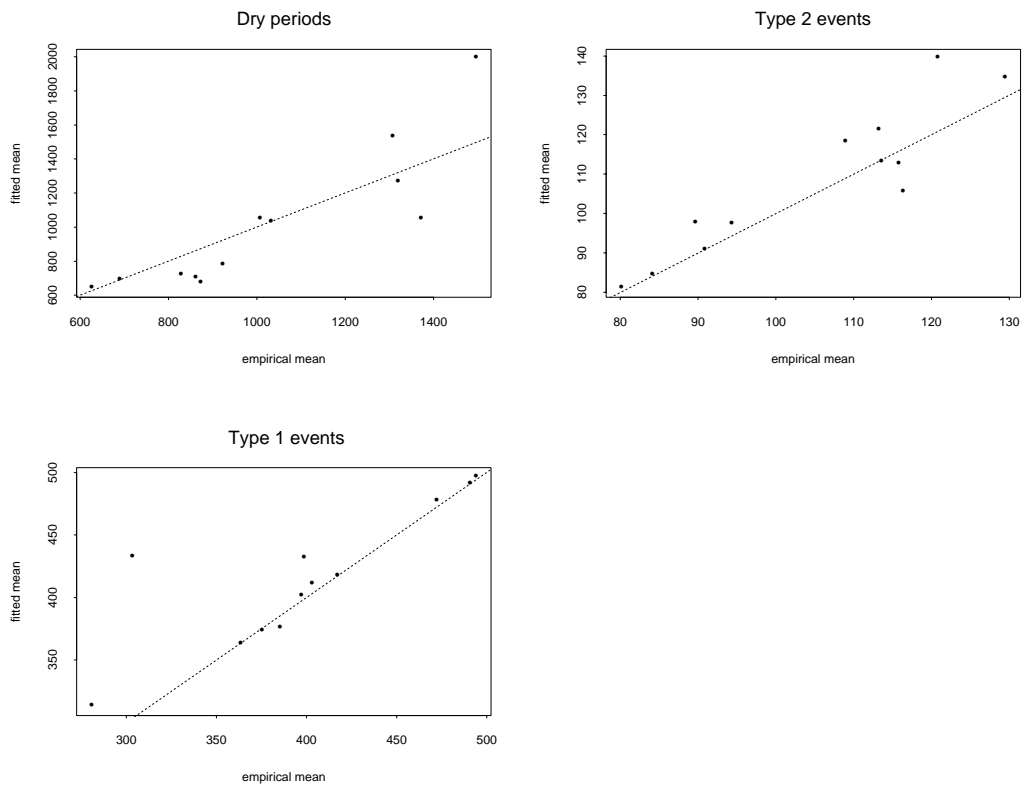 Dry periods
fitted mean
600 800 1000 1200 1400 1600 1800 2000
600 800 1000 1200 1400
empirical mean
Type 2 events
fitted mean
80 90 100 110 120 130 140
80 90 100 110 120 130
empirical mean
Type 1 events
fitted mean
350 400 450 500
300 350 400 450 500
empirical mean